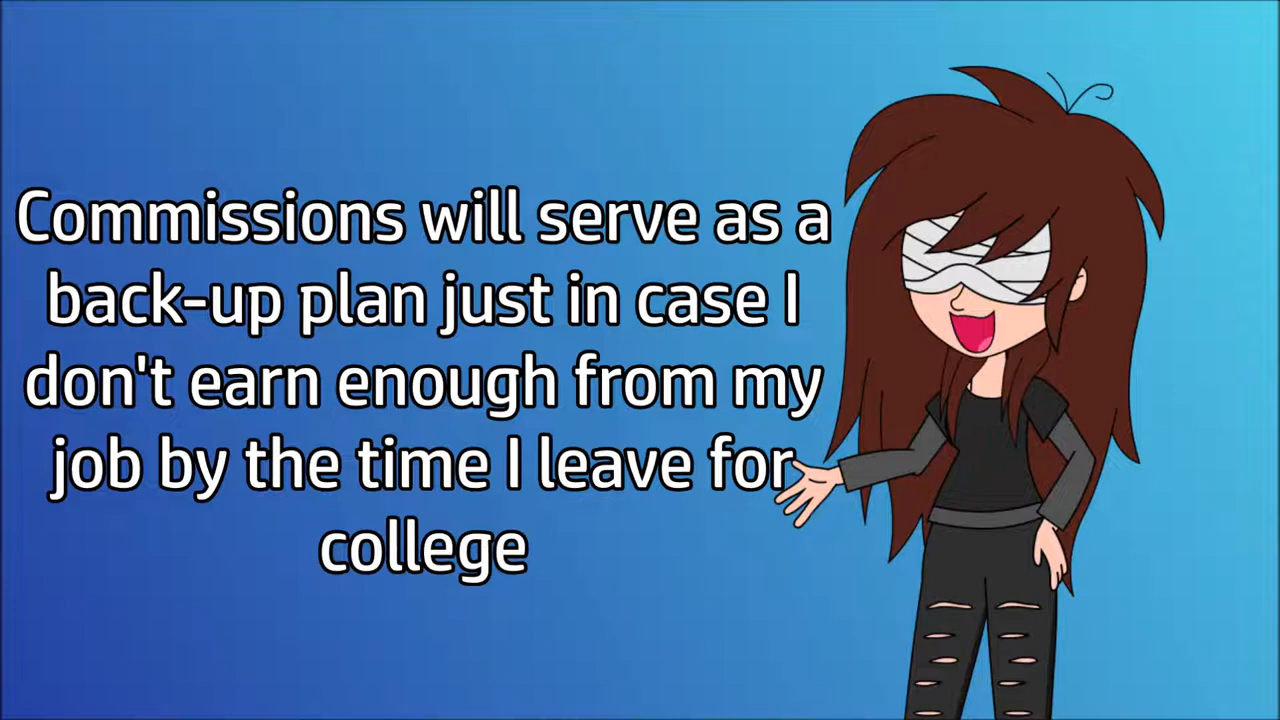 Commissions will serve as a
back-up plan just in case I
don't earn enough from my
job by the time I leave for
college